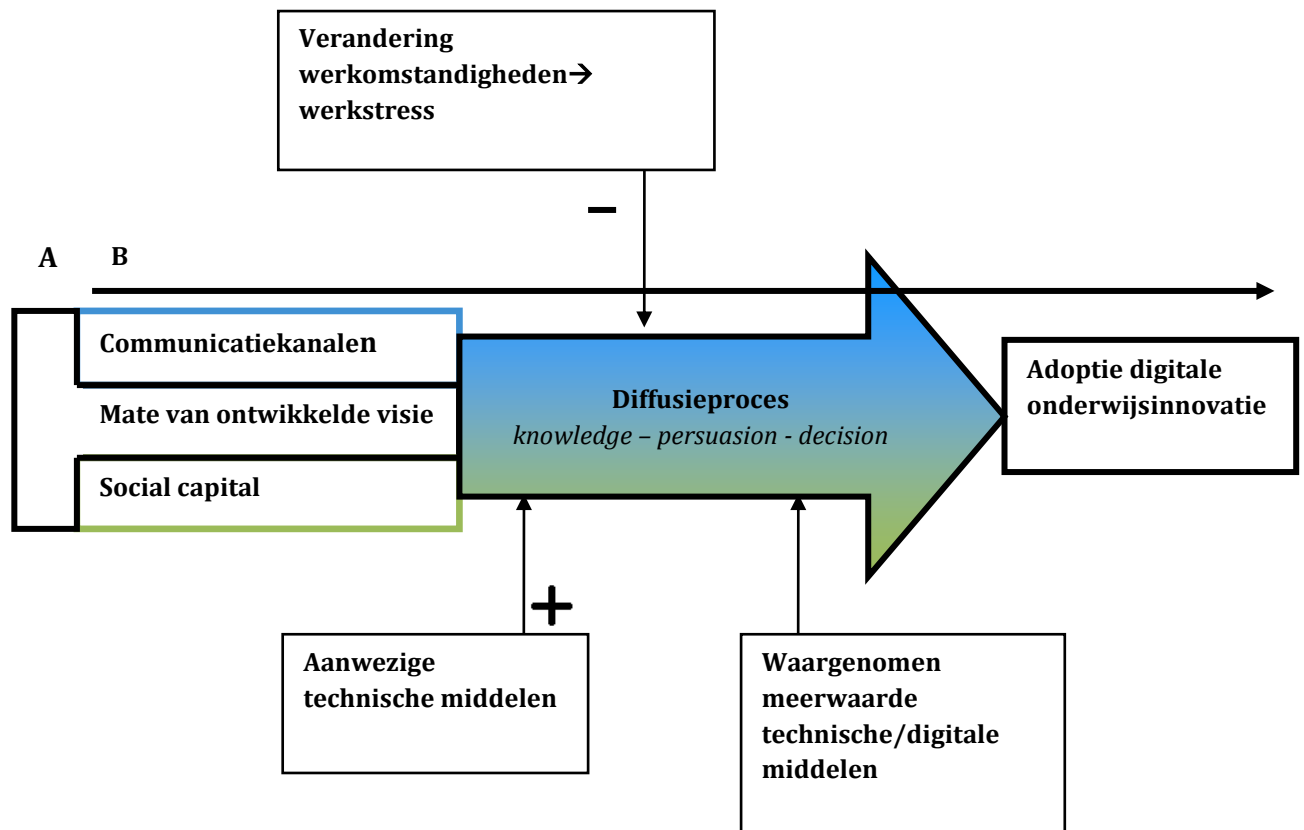 Verandering
werkomstandigheden→
werkstress
–
A B
Communicatiekanalen
Mate van ontwikkelde visie
Social capital
Diffusieproces
knowledge – persuasion - decision
Adoptie digitale
onderwijsinnovatie
+
Aanwezige
technische middelen
Waargenomen
meerwaarde
technische/digitale
middelen